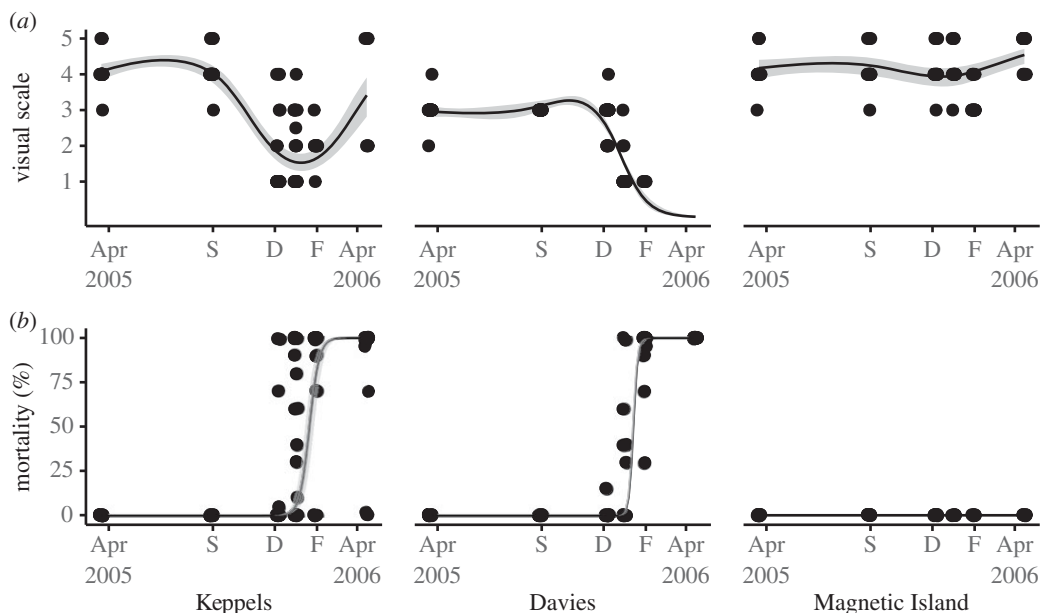 (a)
visual scale
5
4
3
2
1
Apr S D F Apr
2005 2006
Apr S D F Apr
2005 2006
Apr S D F Apr
2005 2006
(b)
mortality (%)
100
75
50
25
0
Apr S D F Apr
2005 2006
Apr S D F Apr
2005 2006
Apr S D F Apr
2005 2006
Keppels Davies Magnetic Island